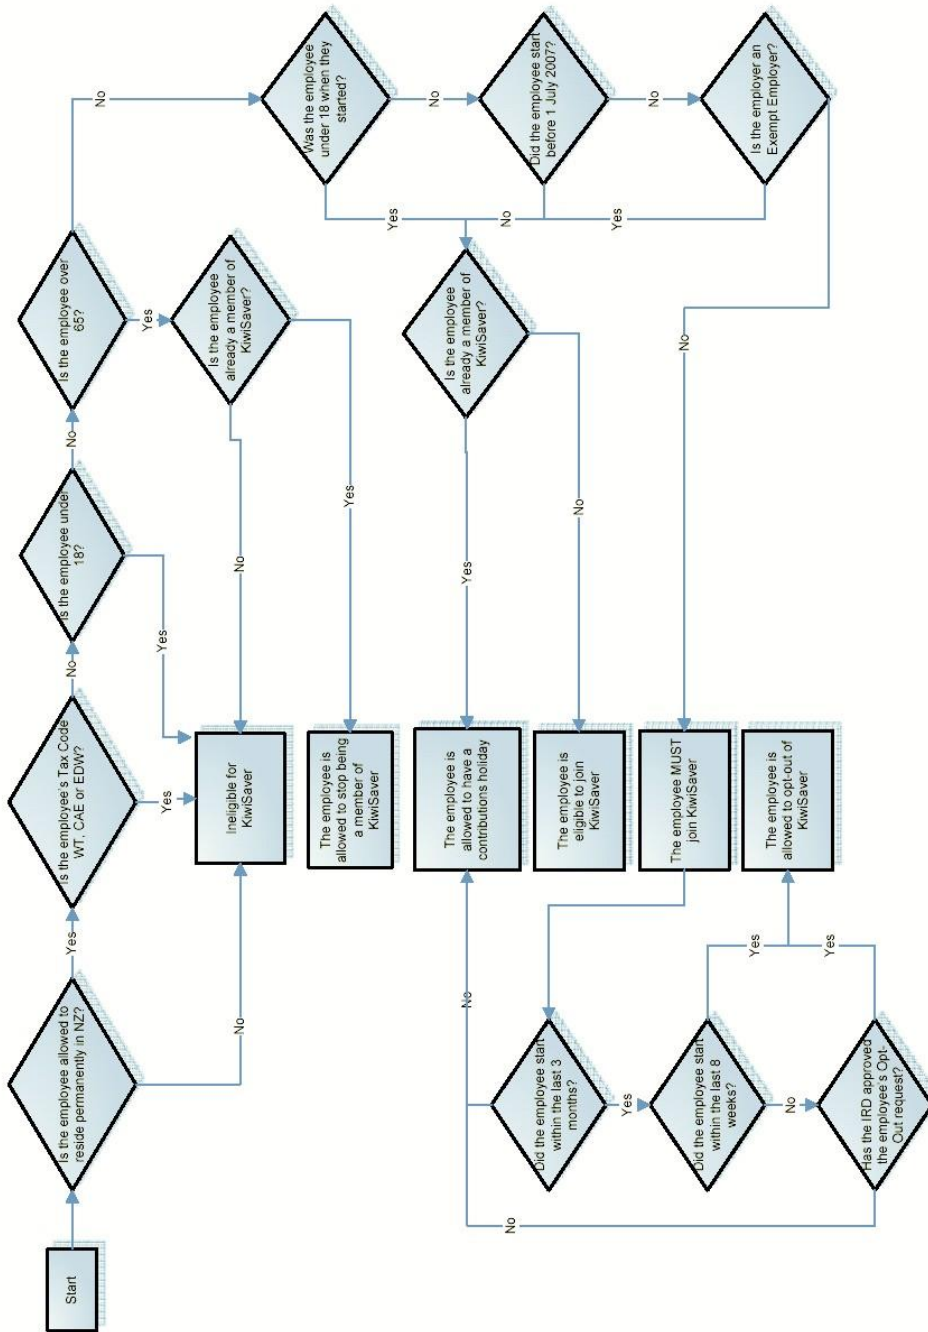 Start
Is the employee allowed to
reside permanently in NZ?
Yes
No
Is the employee's Tax Code
WT, CAE or EDW?
No
Yes
Is the employee under
18?
No
Yes
Is the employee over
65?
No
Yes
Is the employee
already a member of
KiwiSaver?
No
Yes
Was the employee
under 18 when they
started?
Yes
No
Did the employee start
before 1 July 2007?
No
No
Is the employer an
Exempt Employer?
Yes
No
Is the employee
already a member of
KiwiSaver?
Yes
No
Ineligible for
KiwiSaver
The employee is
allowed to stop being
a member of
KiwiSaver
The employee is
allowed to have a
contributions holiday
The employee is
eligible to join
KiwiSaver
The employee MUST
join KiwiSaver
The employee is
allowed to opt-out of
KiwiSaver
Did the employee start
within the last 3
months?
No
Yes
Did the employee start
within the last 8
weeks?
Yes
No
Has the IRD approved
the employee's Opt-
Out request?
Yes
No